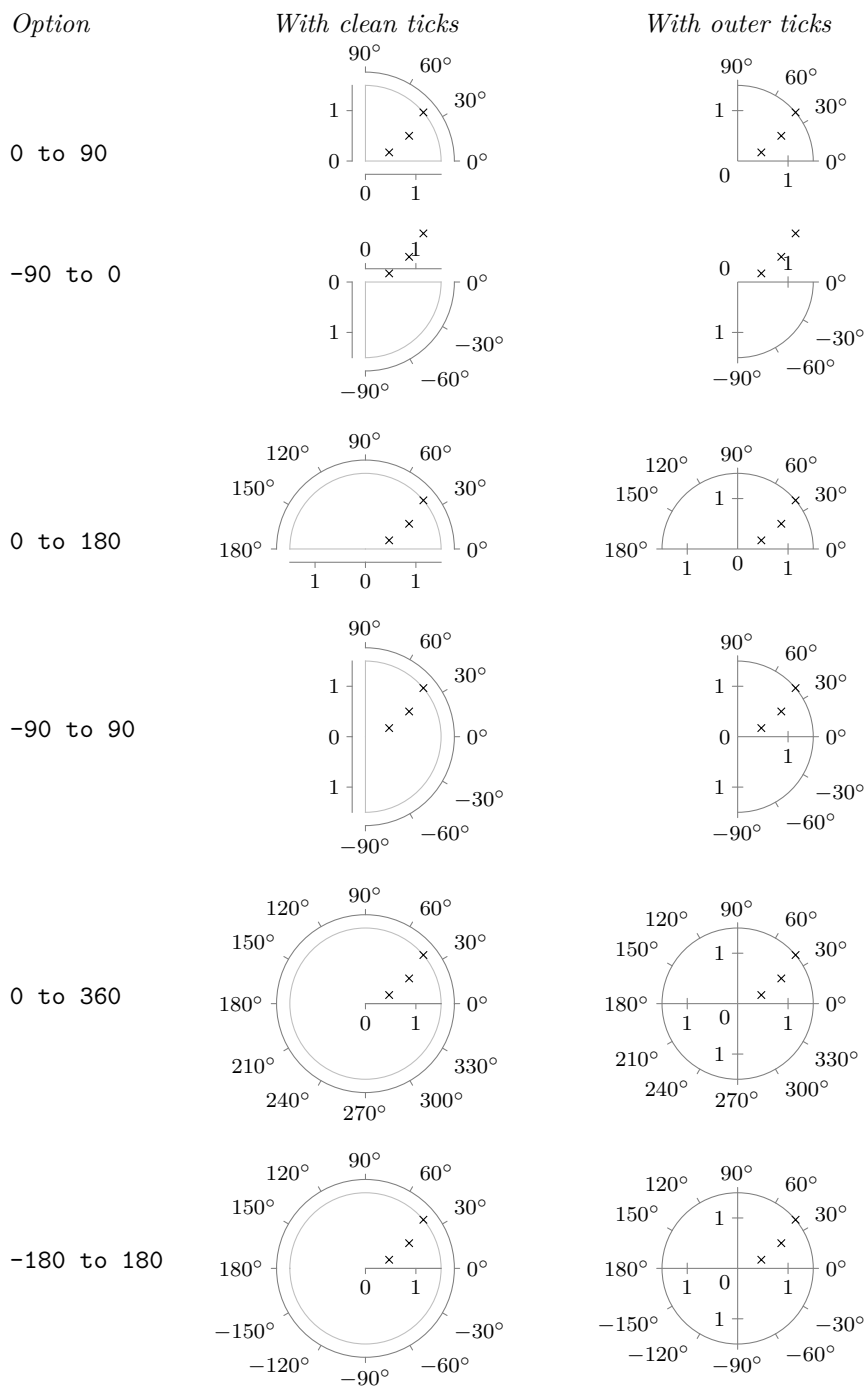 Option With clean ticks With outer ticks
90° 90°
60° 60°
1 30° 1 30°
0 to 90
0 0° 0°
0 1 0 1
0 1 0 1
-90 to 0
0 0° 0°
1 −30° 1 −30°
−60° −60°
−90° −90°
90° 90°
120° 60° 120° 60°
150° 30° 150° 1 30°
0 to 180
180° 0° 180° 0°
1 0 1 1 0 1
90° 90°
60° 60°
1 30° 1 30°
-90 to 90
0 0° 0 0°
1
1 −30° 1 −30°
−60° −60°
−90° −90°
90° 90°
120° 60° 120° 60°
150° 30° 150° 1 30°
0 to 360
180° 0° 180° 0°
0 1 1 0 1
210° 330° 210° 1 330°
240° 300° 240° 300°
270° 270°
90° 90°
120° 60° 120° 60°
150° 30° 150° 1 30°
-180 to 180
180° 0° 180° 0°
0 1 1 0 1
−150° −30° −150° 1 −30°
−120° −60° −120° −60°
−90° −90°